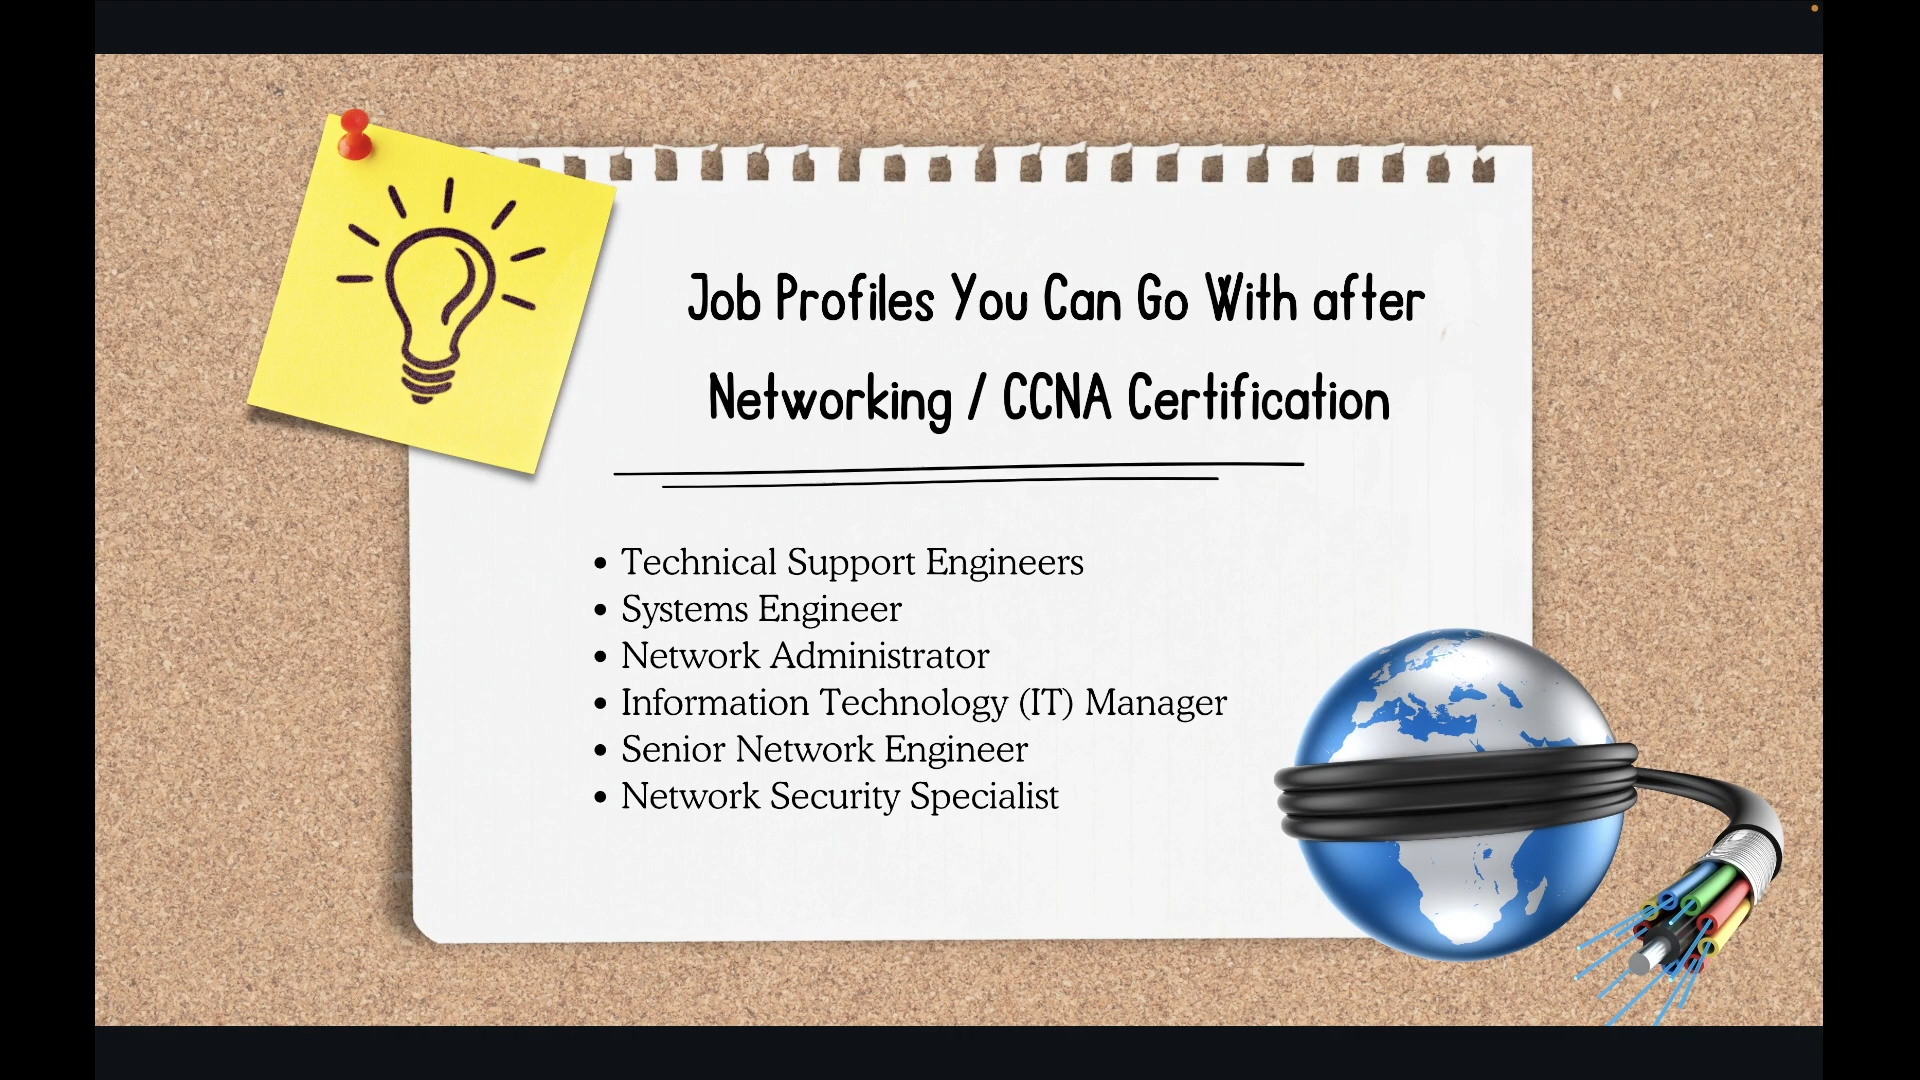 Job Profiles You Can Go With after
Networking / CCNA Certification
• Technical Support Engineers
• Systems Engineer
• Network Administrator
• Information Technology (IT) Manager
• Senior Network Engineer
• Network Security Specialist